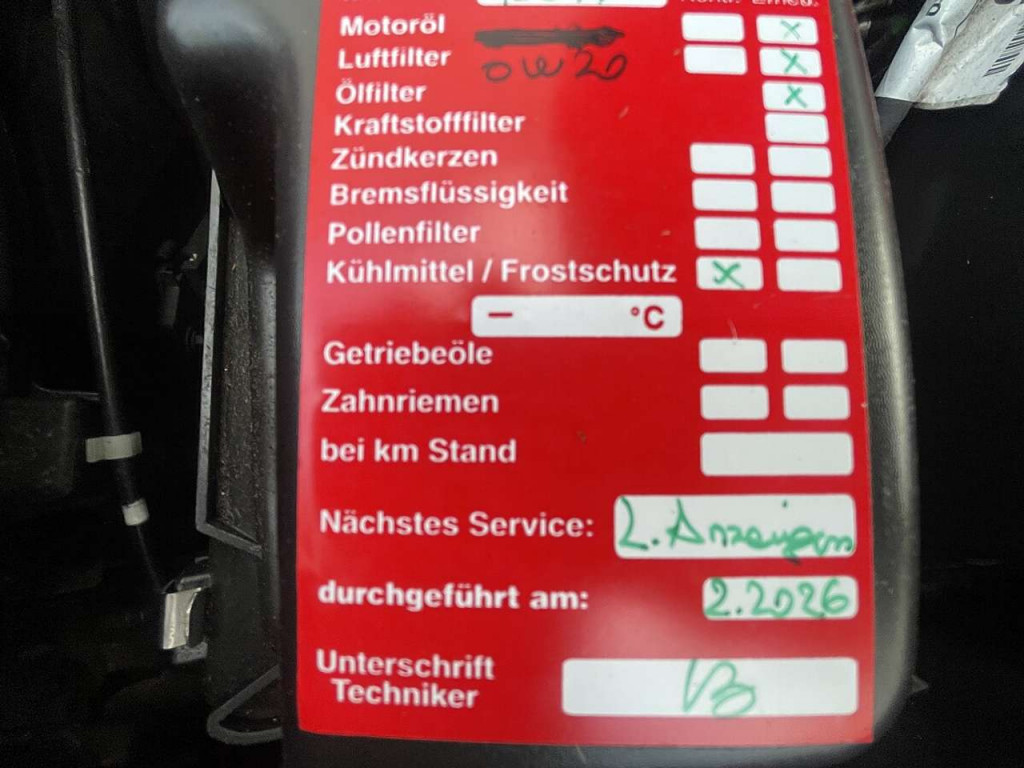 Motoröl x
Luftfilter x
0W20
Ölfilter x
Kraftstofffilter
Zündkerzen
Bremsflüssigkeit
Pollenfilter
Kühlmittel / Frostschutz x
– °C
Getriebeöle
Zahnriemen
bei km Stand
Nächstes Service: L. Anzeigen
durchgeführt am: 2.2026
Unterschrift
Techniker